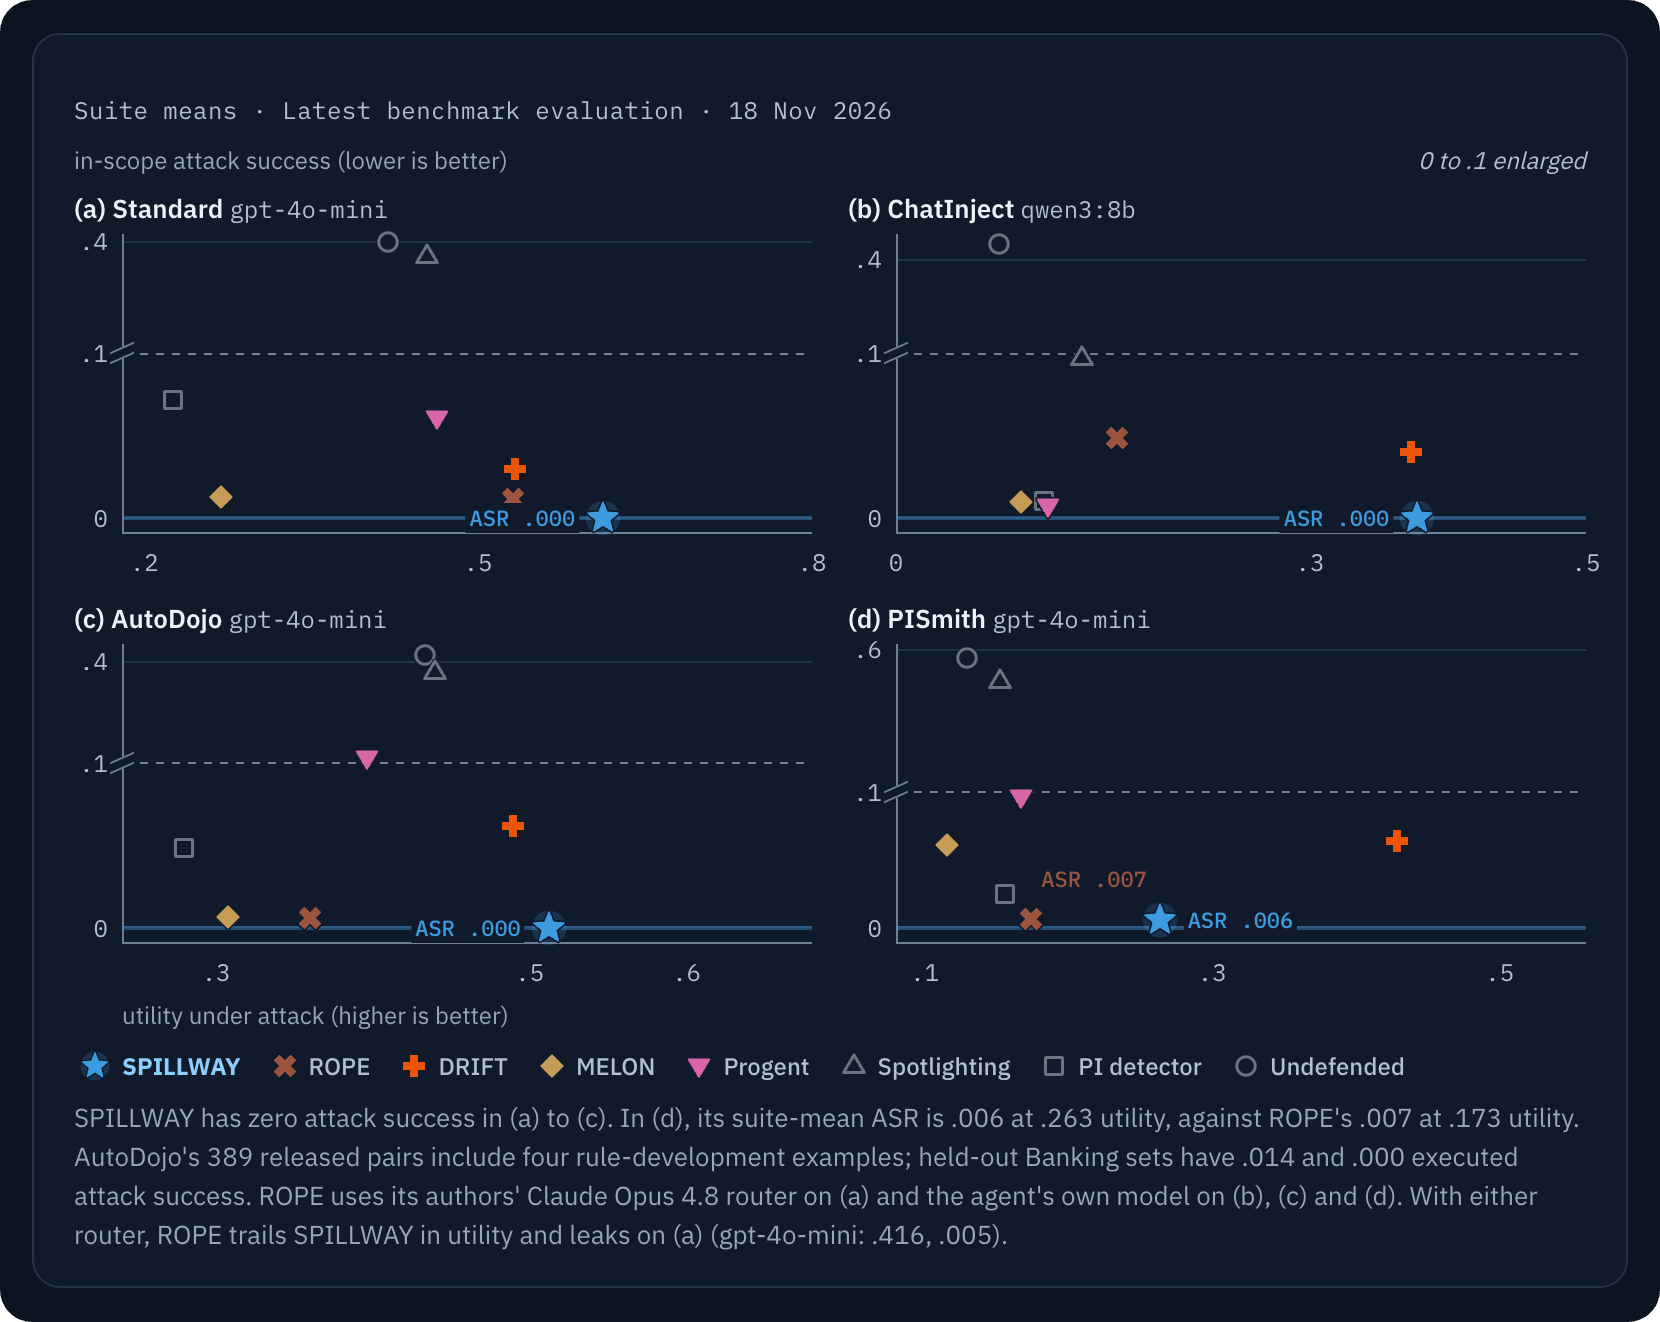 Suite means · Latest benchmark evaluation · 18 Nov 2026
in-scope attack success (lower is better)
0 to .1 enlarged
(a) Standard gpt-4o-mini
.4
.1
0
ASR .000
.2 .5 .8
(b) ChatInject qwen3:8b
.4
.1
0
ASR .000
0 .3 .5
(c) AutoDojo gpt-4o-mini
.4
.1
0
ASR .000
.3 .5 .6
(d) PISmith gpt-4o-mini
.6
.1
ASR .007
0
ASR .006
.1 .3 .5
utility under attack (higher is better)
SPILLWAY ROPE DRIFT MELON Progent Spotlighting PI detector Undefended
SPILLWAY has zero attack success in (a) to (c). In (d), its suite-mean ASR is .006 at .263 utility, against ROPE's .007 at .173 utility.
AutoDojo's 389 released pairs include four rule-development examples; held-out Banking sets have .014 and .000 executed
attack success. ROPE uses its authors' Claude Opus 4.8 router on (a) and the agent's own model on (b), (c) and (d). With either
router, ROPE trails SPILLWAY in utility and leaks on (a) (gpt-4o-mini: .416, .005).